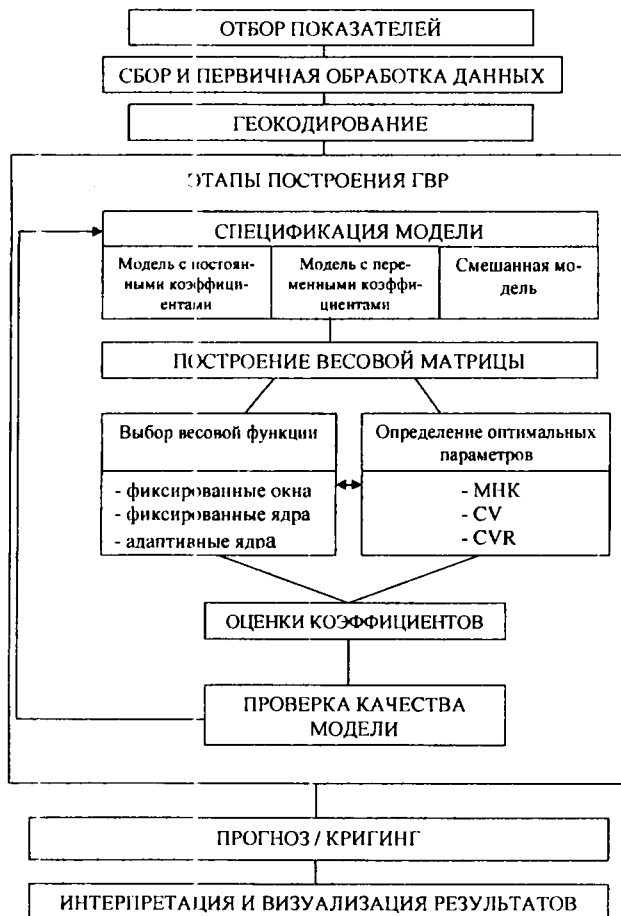 ОТБОР ПОКАЗАТЕЛЕЙ
СБОР И ПЕРВИЧНАЯ ОБРАБОТКА ДАННЫХ
ГЕОКОДИРОВАНИЕ
ЭТАПЫ ПОСТРОЕНИЯ ГВР
СПЕЦИФИКАЦИЯ МОДЕЛИ
Модель с постоян-
ными коэффици-
ентами
Модель с пере-
менными коэффи-
циентами
Смешанная мо-
дель
ПОСТРОЕНИЕ ВЕСОВОЙ МАТРИЦЫ
Выбор весовой функции
- фиксированные окна
- фиксированные ядра
- адаптивные ядра
Определение оптимальных
параметров
- МНК
- CV
- CVR
ОЦЕНКИ КОЭФФИЦИЕНТОВ
ПРОВЕРКА КАЧЕСТВА
МОДЕЛИ
ПРОГНОЗ / КРИГИНГ
ИНТЕРПРЕТАЦИЯ И ВИЗУАЛИЗАЦИЯ РЕЗУЛЬТАТОВ